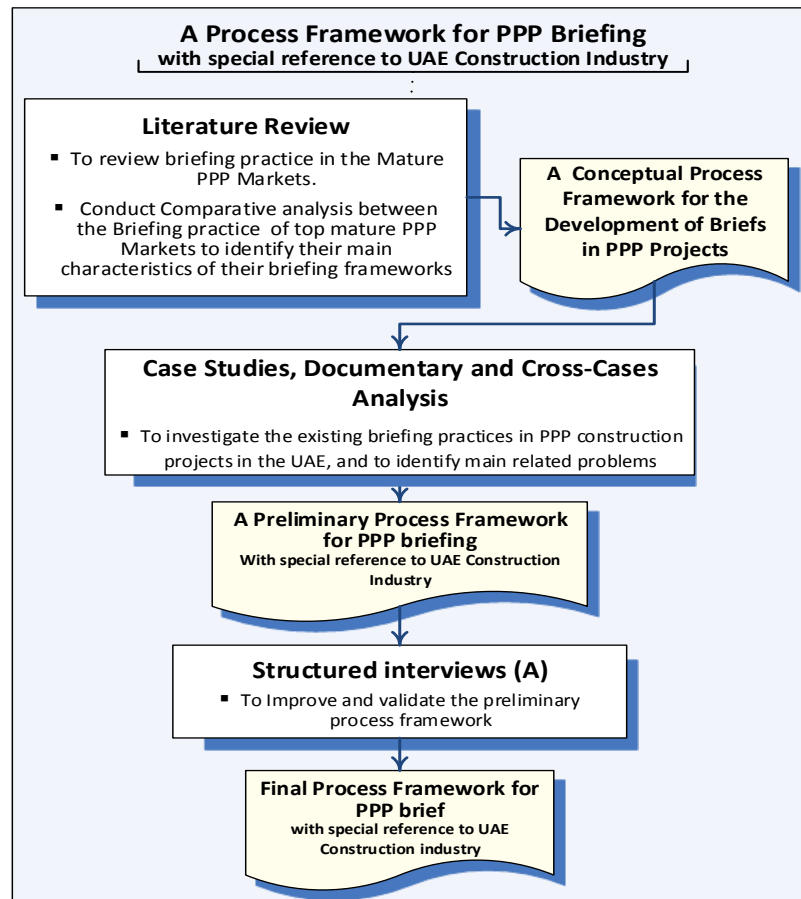 A Process Framework for PPP Briefing
with special reference to UAE Construction Industry
:
Literature Review
▪ To review briefing practice in the Mature
PPP Markets.
▪ Conduct Comparative analysis between
the Briefing practice of top mature PPP
Markets to identify their main
characteristics of their briefing frameworks
A Conceptual Process
Framework for the
Development of Briefs
in PPP Projects
Case Studies, Documentary and Cross-Cases
Analysis
▪ To investigate the existing briefing practices in PPP construction
projects in the UAE, and to identify main related problems
A Preliminary Process Framework
for PPP briefing
With special reference to UAE Construction
Industry
Structured interviews (A)
▪ To Improve and validate the preliminary
process framework
Final Process Framework for
PPP brief
with special reference to UAE
Construction industry